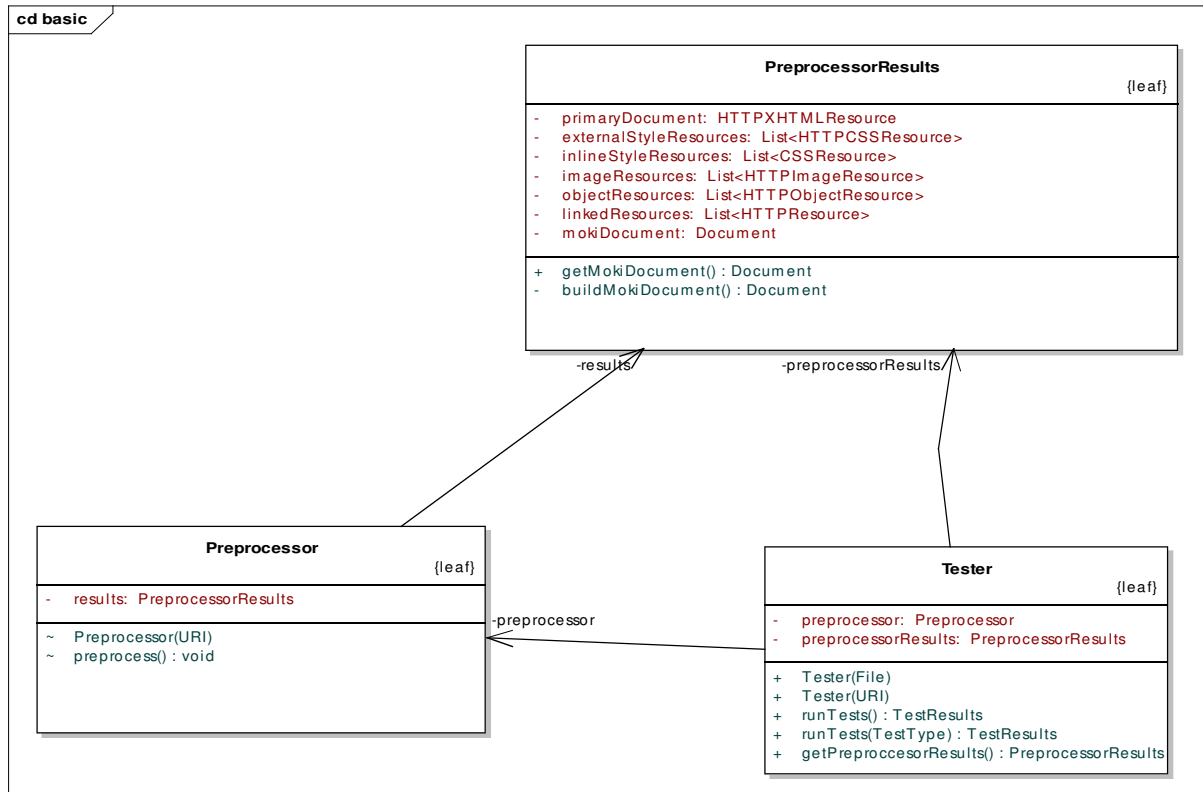 cd basic
PreprocessorResults
{leaf}
- primaryDocument: HTTPXHTMLResource
- externalStyleResources: List<HTTPCSSResource>
- inlineStyleResources: List<CSSResource>
- imageResources: List<HTTPImageResource>
- objectResources: List<HTTPObjectResource>
- linkedResources: List<HTTPResource>
- mokiDocument: Document
+ getMokiDocument() : Document
- buildMokiDocument() : Document
-results
-preprocessorResults
Preprocessor
{leaf}
- results: PreprocessorResults
~ Preprocessor(URI)
~ preprocess() : void
-preprocessor
Tester
{leaf}
- preprocessor: Preprocessor
- preprocessorResults: PreprocessorResults
+ Tester(File)
+ Tester(URI)
+ runTests() : TestResults
+ runTests(TestType) : TestResults
+ getPreproccesorResults() : PreprocessorResults